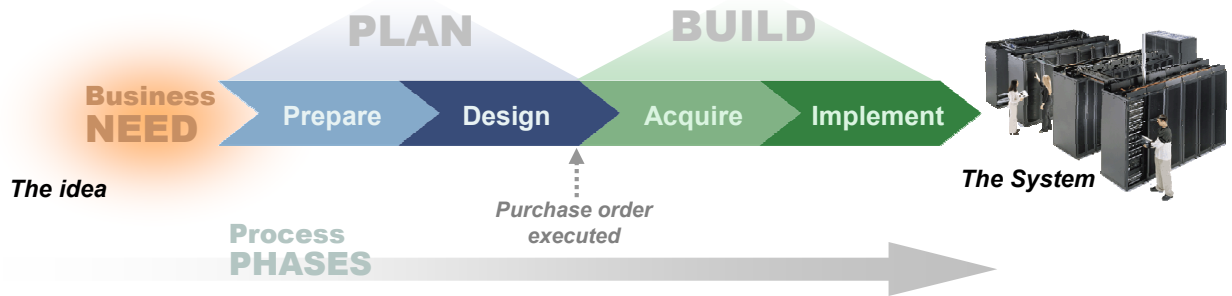 PLAN
BUILD
Business
NEED
Prepare
Design
Acquire
Implement
The idea
The System
Purchase order
executed
Process
PHASES